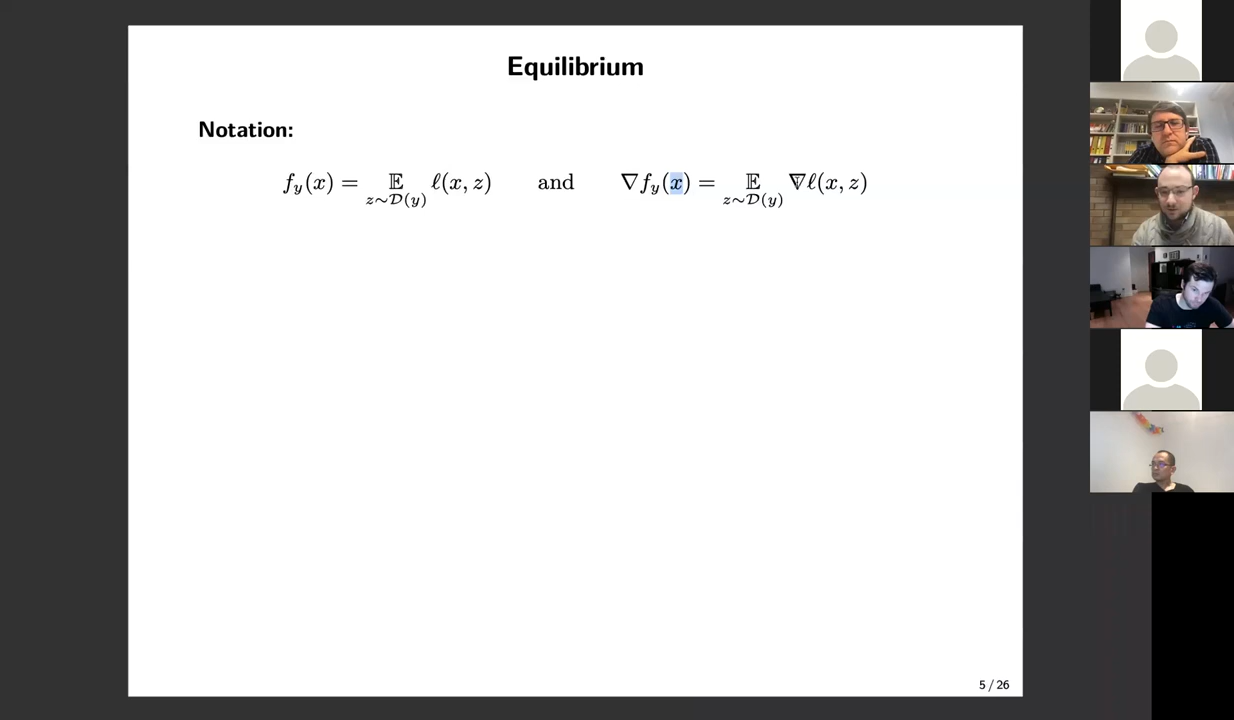 Equilibrium
Notation:
f_y(x) = 𝔼_{z∼𝒟(y)} ℓ(x, z) and ∇f_y(x) = 𝔼_{z∼𝒟(y)} ∇ℓ(x, z)
5 / 26